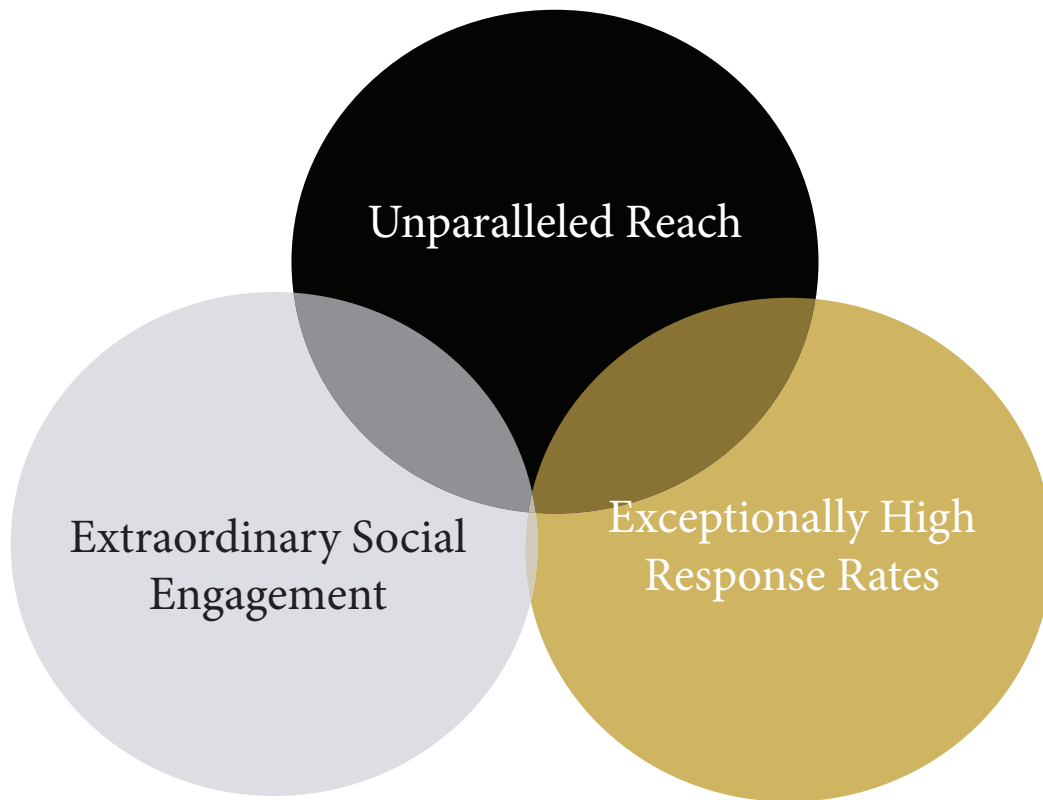 Unparalleled Reach
Extraordinary Social
Engagement
Exceptionally High
Response Rates